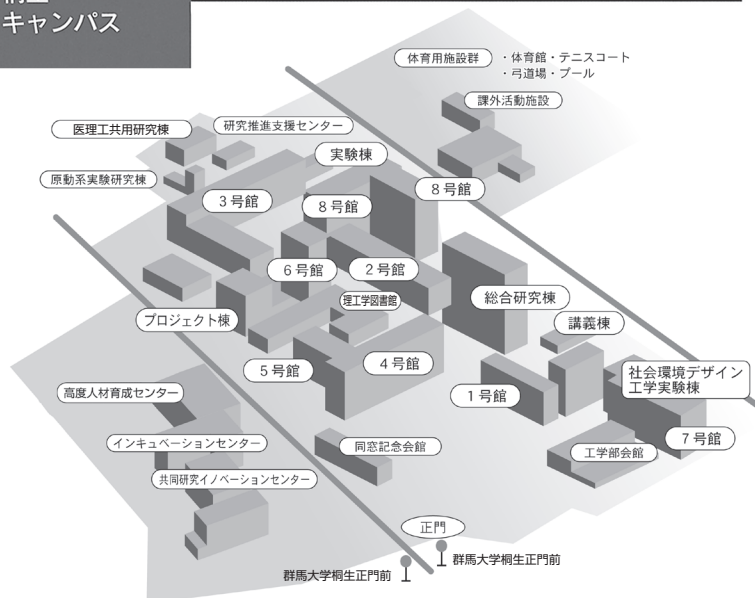 キャンパス
体育用施設群
・体育館・テニスコート
・弓道場・プール
課外活動施設
医理工共用研究棟
研究推進支援センター
実験棟
原動系実験研究棟
3号館
8号館
8号館
6号館
2号館
理工学図書館
総合研究棟
プロジェクト棟
講義棟
5号館
4号館
社会環境デザイン
工学実験棟
1号館
高度人材育成センター
7号館
インキュベーションセンター
同窓記念会館
工学部会館
共同研究イノベーションセンター
正門
群馬大学桐生正門前
群馬大学桐生正門前